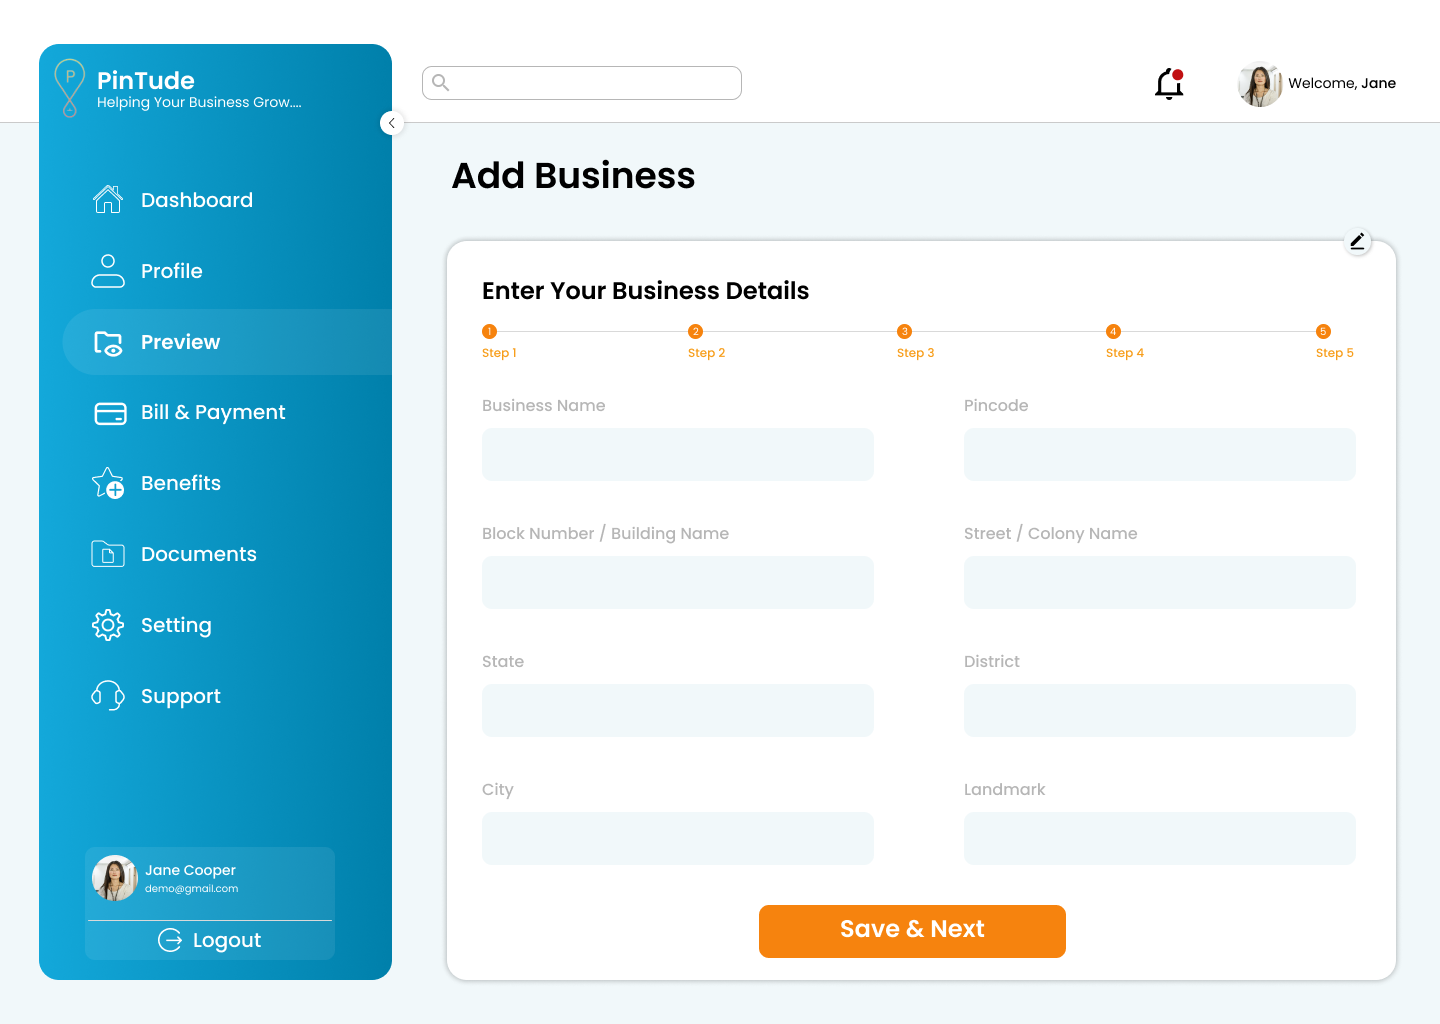 P
PinTude
Helping Your Business Grow....
Welcome, Jane
Add Business
Dashboard
Profile
Preview
Bill & Payment
Benefits
Documents
Setting
Support
Jane Cooper
demo@gmail.com
Logout
Enter Your Business Details
1 2 3 4 5
Step 1 Step 2 Step 3 Step 4 Step 5
Business Name Pincode
Block Number / Building Name Street / Colony Name
State District
City Landmark
Save & Next